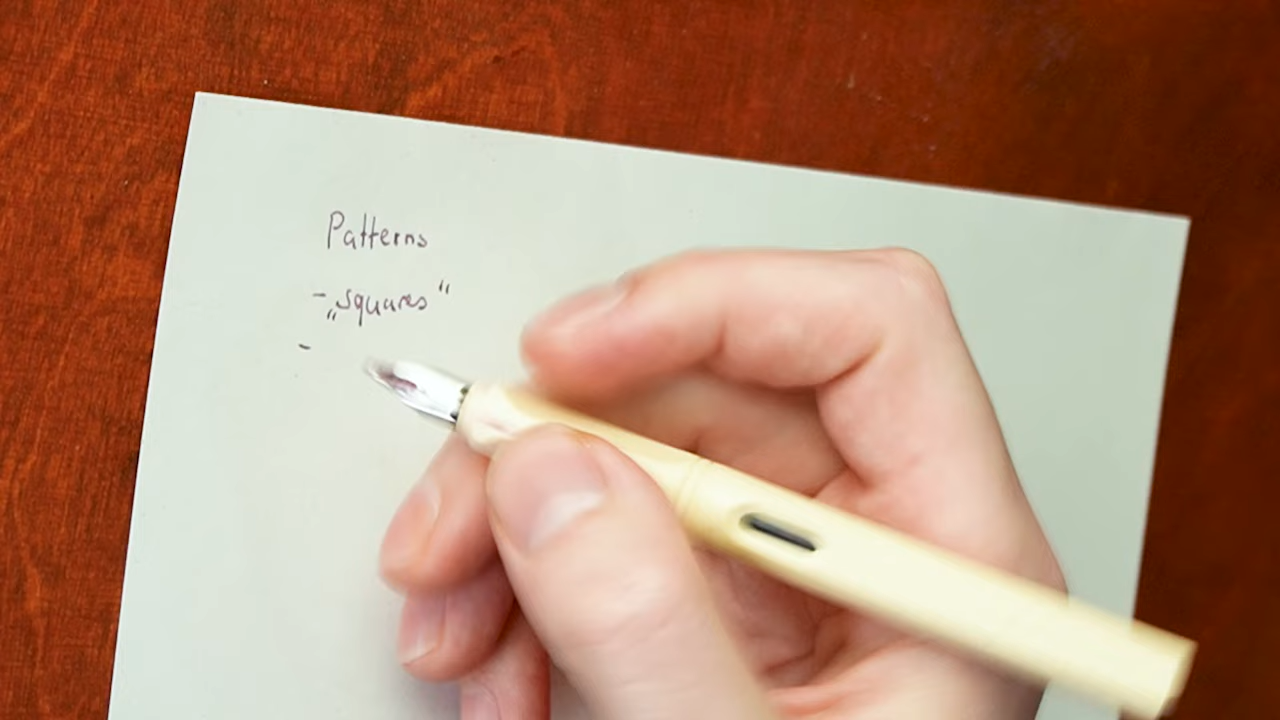 Patterns
- „squares“
-